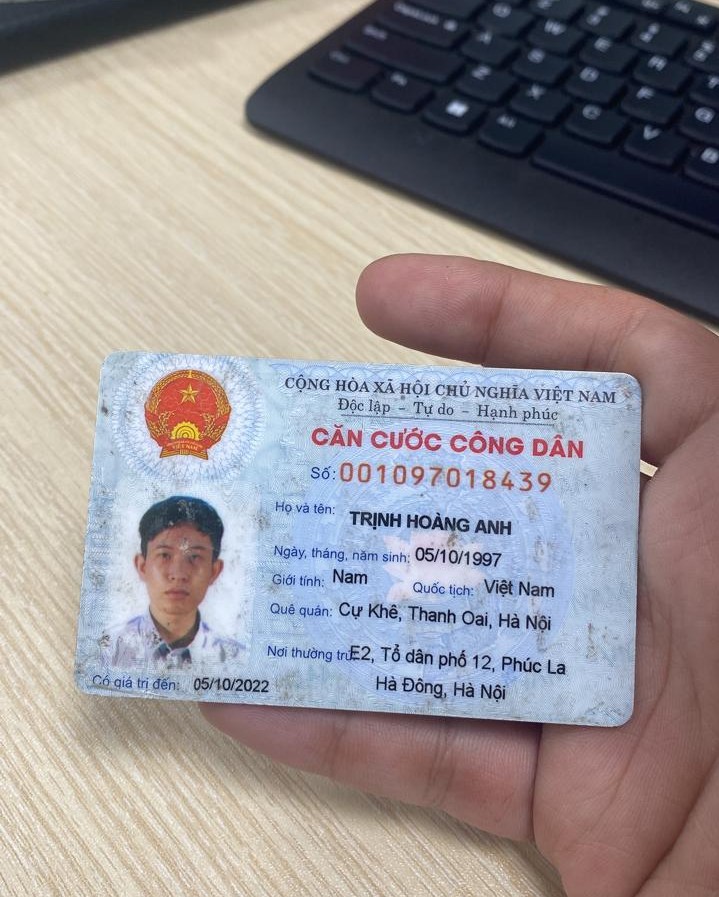 CỘNG HÒA XÃ HỘI CHỦ NGHĨA VIỆT NAM
Độc lập - Tự do - Hạnh phúc
CĂN CƯỚC CÔNG DÂN
Số: 001097018439
Họ và tên: TRỊNH HOÀNG ANH
Ngày, tháng, năm sinh: 05/10/1997
Giới tính: Nam Quốc tịch: Việt Nam
Quê quán: Cự Khê, Thanh Oai, Hà Nội
Nơi thường trú: E2, Tổ dân phố 12, Phúc La
Hà Đông, Hà Nội
Có giá trị đến: 05/10/2022
VIỆT NAM